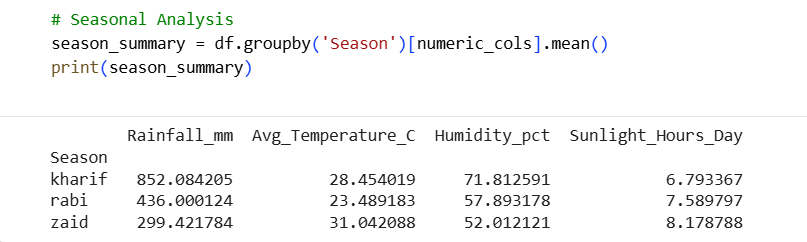 # Seasonal Analysis
season_summary = df.groupby('Season')[numeric_cols].mean()
print(season_summary)
Rainfall_mm Avg_Temperature_C Humidity_pct Sunlight_Hours_Day
Season
kharif 852.084205 28.454019 71.812591 6.793367
rabi 436.000124 23.489183 57.893178 7.589797
zaid 299.421784 31.042088 52.012121 8.178788